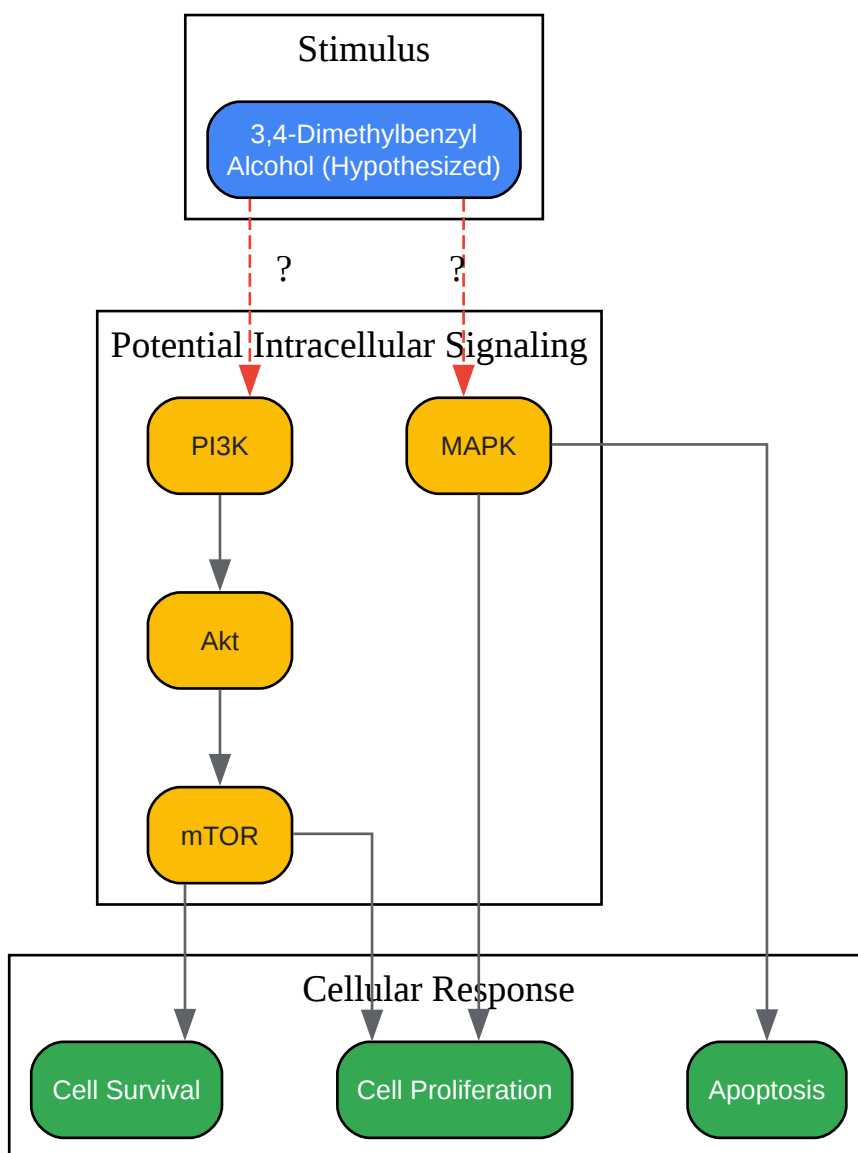 Stimulus
3,4-Dimethylbenzyl
Alcohol (Hypothesized)
?
?
Potential Intracellular Signaling
PI3K
MAPK
Akt
mTOR
Cellular Response
Cell Survival
Cell Proliferation
Apoptosis